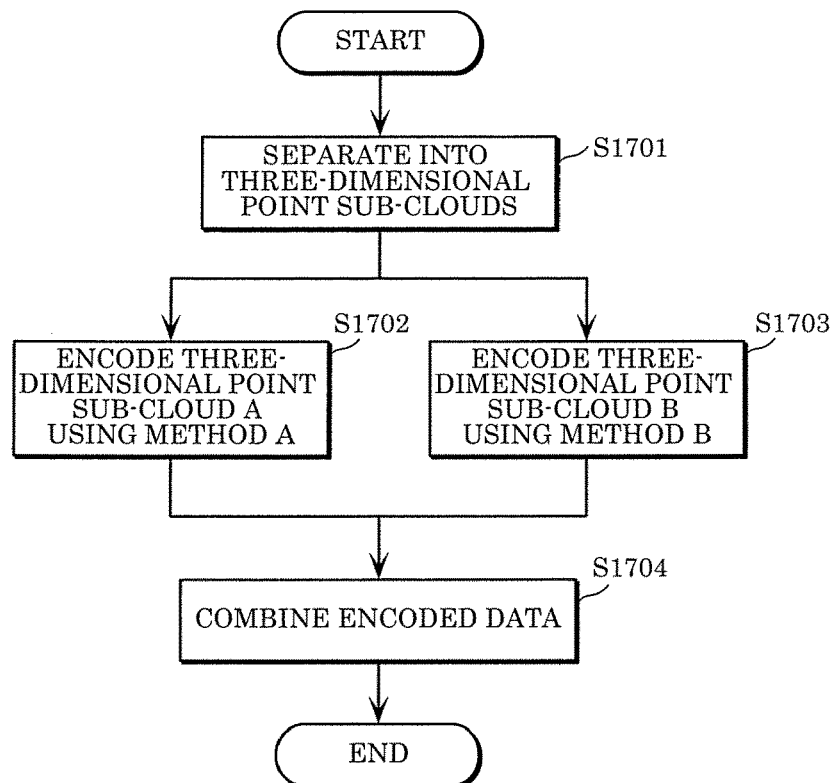 START
S1701
SEPARATE INTO
THREE-DIMENSIONAL
POINT SUB-CLOUDS
S1702
ENCODE THREE-
DIMENSIONAL POINT
SUB-CLOUD A
USING METHOD A
S1703
ENCODE THREE-
DIMENSIONAL POINT
SUB-CLOUD B
USING METHOD B
S1704
COMBINE ENCODED DATA
END